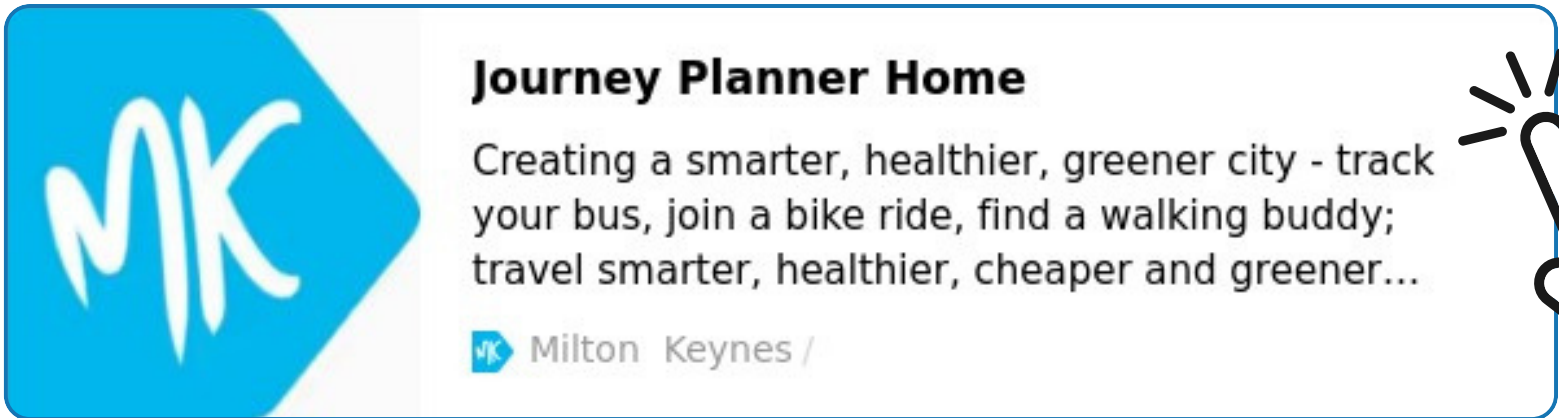 MK
Journey Planner Home
Creating a smarter, healthier, greener city - track
your bus, join a bike ride, find a walking buddy;
travel smarter, healthier, cheaper and greener...
MK Milton Keynes /